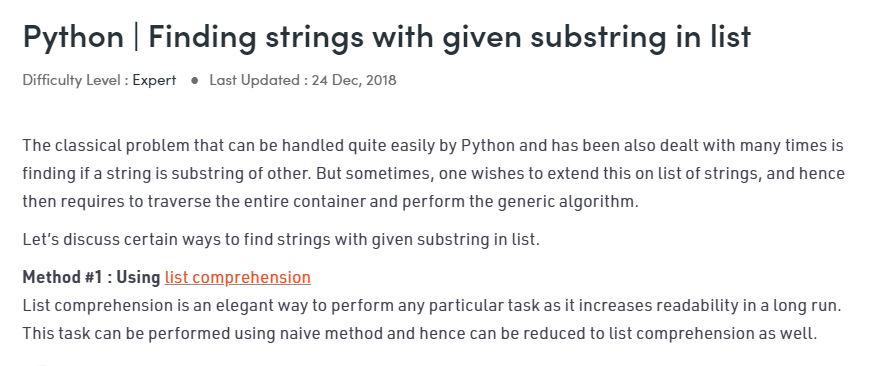 Python | Finding strings with given substring in list
Difficulty Level : Expert ● Last Updated : 24 Dec, 2018
The classical problem that can be handled quite easily by Python and has been also dealt with many times is
finding if a string is substring of other. But sometimes, one wishes to extend this on list of strings, and hence
then requires to traverse the entire container and perform the generic algorithm.
Let’s discuss certain ways to find strings with given substring in list.
Method #1 : Using list comprehension
List comprehension is an elegant way to perform any particular task as it increases readability in a long run.
This task can be performed using naive method and hence can be reduced to list comprehension as well.